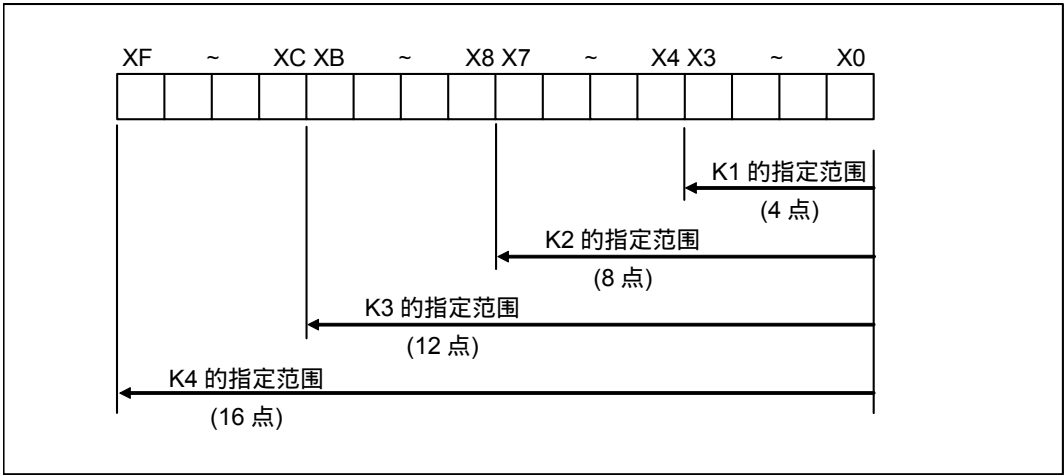 XF ~ XC XB ~ X8 X7 ~ X4 X3 ~ X0
K1 的指定范围
(4 点)
K2 的指定范围
(8 点)
K3 的指定范围
(12 点)
K4 的指定范围
(16 点)